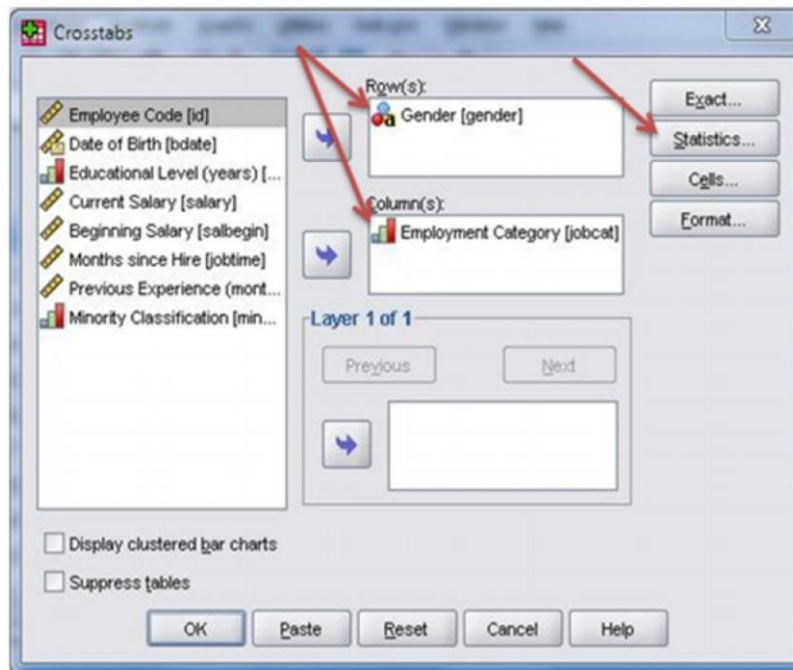 Crosstabs
Employee Code [id]
Date of Birth [bdate]
Educational Level (years) [...
Current Salary [salary]
Beginning Salary [salbegin]
Months since Hire [jobtime]
Previous Experience (mont...
Minority Classification [min...
Row(s):
a Gender [gender]
Column(s):
Employment Category [jobcat]
Layer 1 of 1
Previous
Next
Exact...
Statistics...
Cells...
Format...
Display clustered bar charts
Suppress tables
OK
Paste
Reset
Cancel
Help